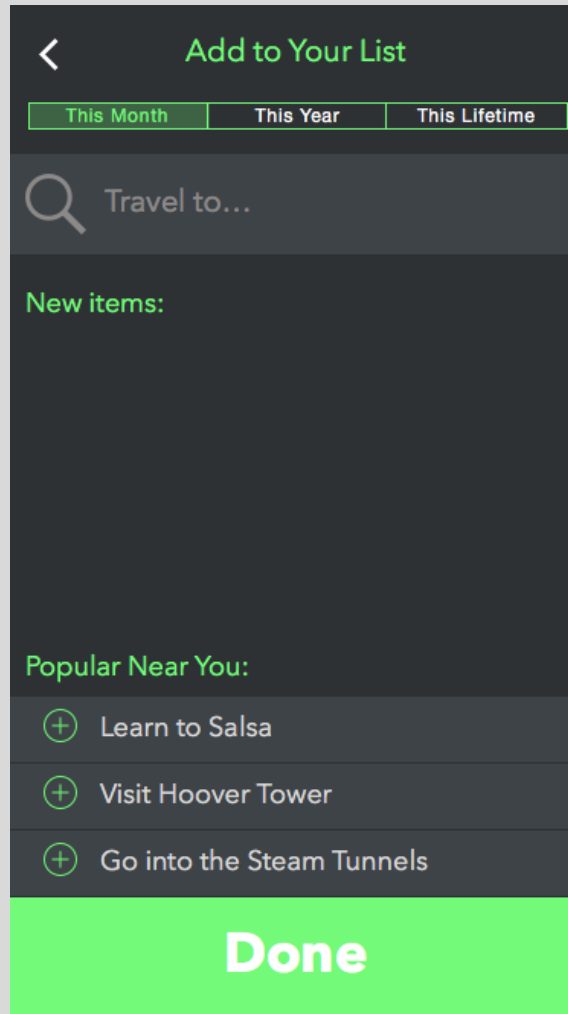 Add to Your List
This Month This Year This Lifetime
Travel to...
New items:
Popular Near You:
Learn to Salsa
Visit Hoover Tower
Go into the Steam Tunnels
Done